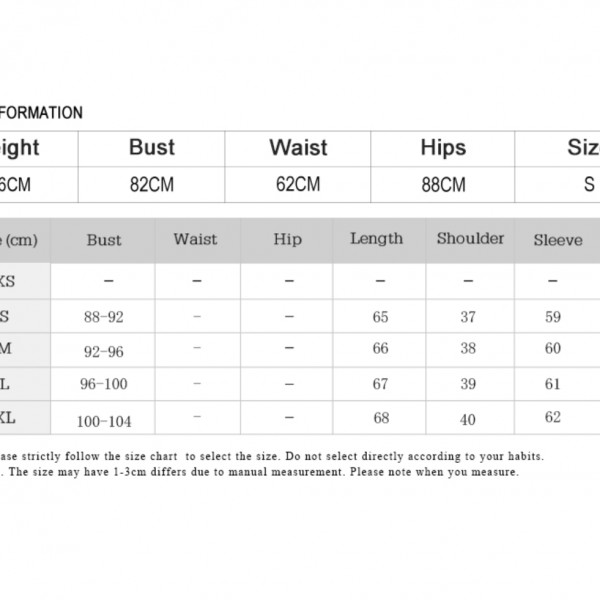 FORMATION
eight Bust Waist Hips Siz
6CM 82CM 62CM 88CM S
e (cm) Bust Waist Hip Length Shoulder Sleeve
XS – – – – – –
S 88-92 – – 65 37 59
M 92-96 – – 66 38 60
L 96-100 – – 67 39 61
XL 100-104 – – 68 40 62
ase strictly follow the size chart to select the size. Do not select directly according to your habits.
. The size may have 1-3cm differs due to manual measurement. Please note when you measure.